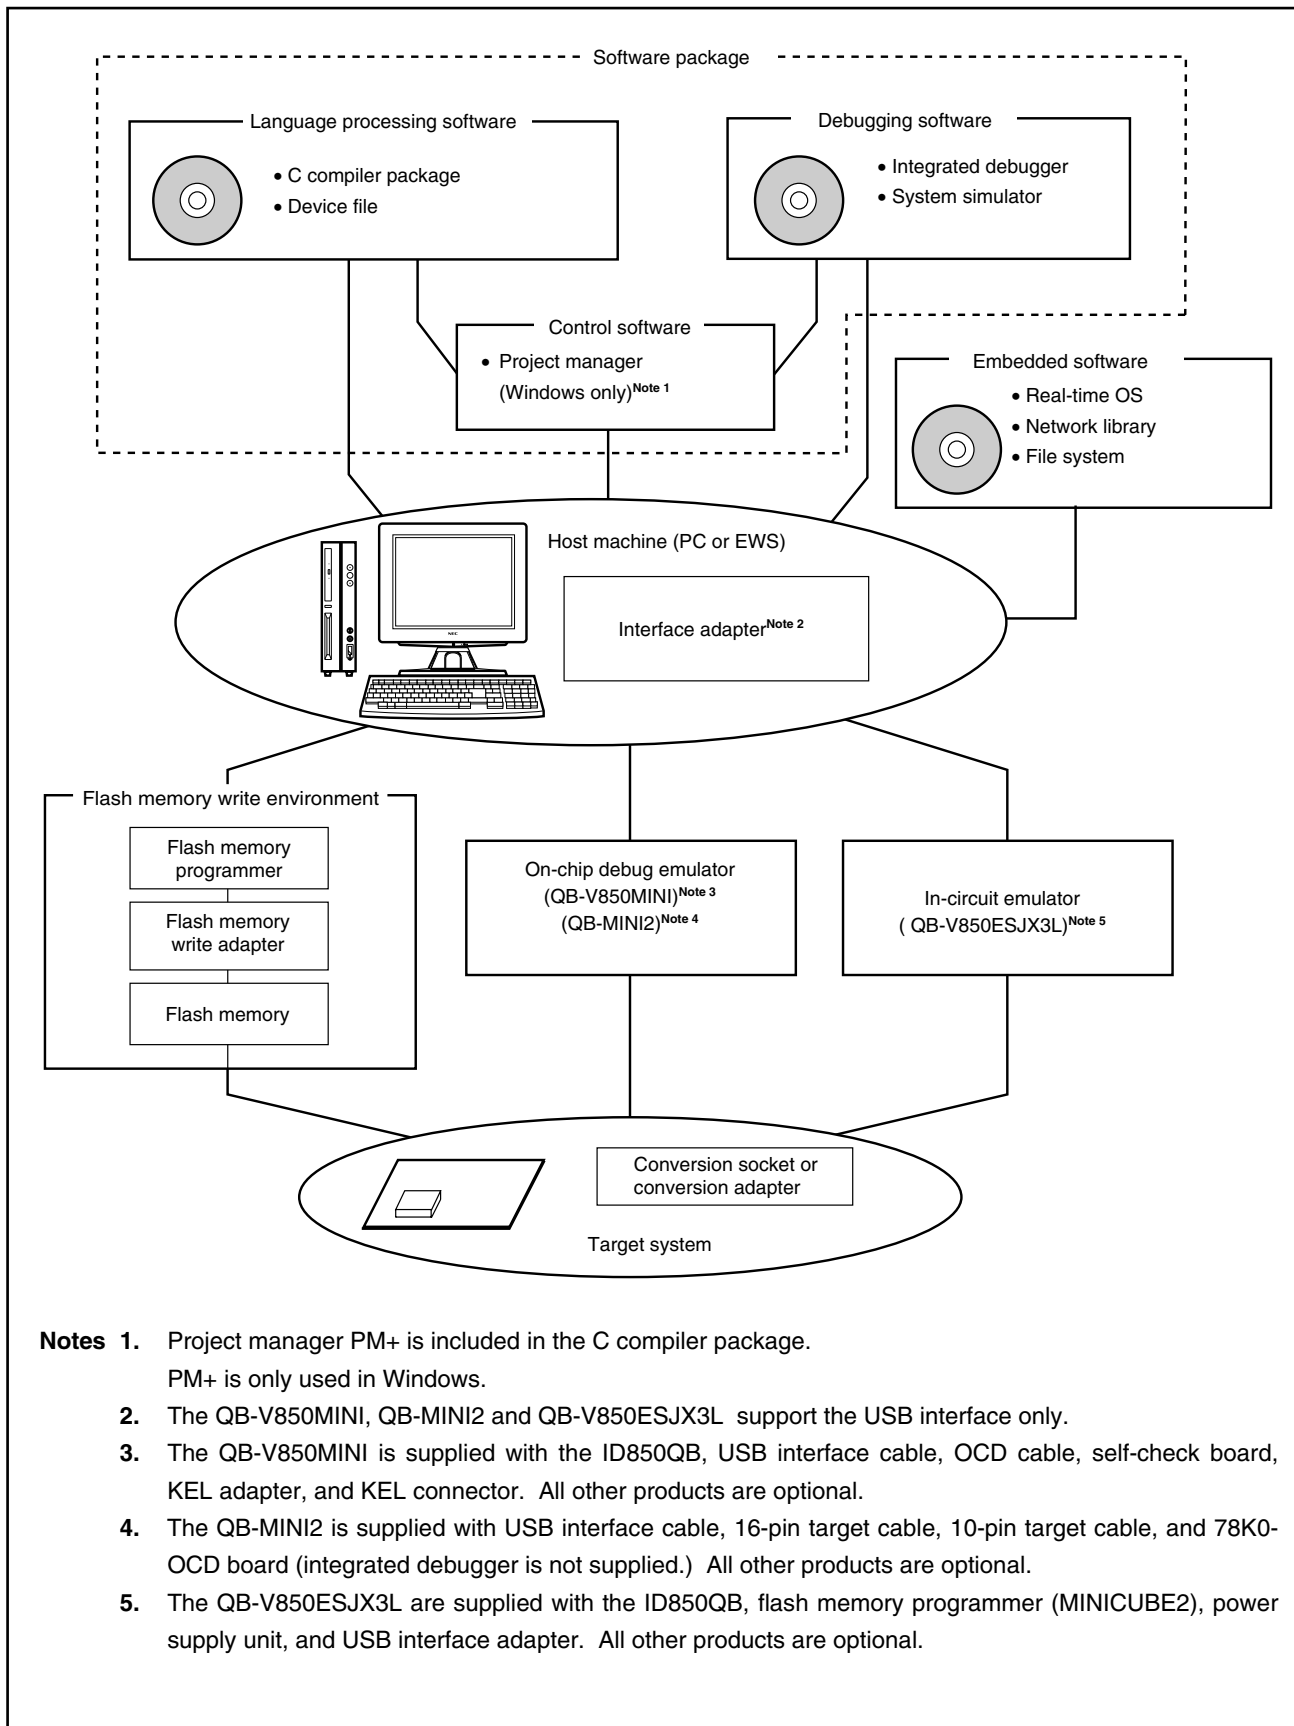 Software package
Language processing software
• C compiler package
• Device file
Debugging software
• Integrated debugger
• System simulator
Control software
• Project manager
(Windows only)Note 1
Embedded software
• Real-time OS
• Network library
• File system
Host machine (PC or EWS)
Interface adapterNote 2
NEC
Flash memory write environment
Flash memory
programmer
Flash memory
write adapter
Flash memory
On-chip debug emulator
(QB-V850MINI)Note 3
(QB-MINI2)Note 4
In-circuit emulator
( QB-V850ESJX3L)Note 5
Conversion socket or
conversion adapter
Target system
Notes 1. Project manager PM+ is included in the C compiler package.
PM+ is only used in Windows.
2. The QB-V850MINI, QB-MINI2 and QB-V850ESJX3L support the USB interface only.
3. The QB-V850MINI is supplied with the ID850QB, USB interface cable, OCD cable, self-check board,
KEL adapter, and KEL connector. All other products are optional.
4. The QB-MINI2 is supplied with USB interface cable, 16-pin target cable, 10-pin target cable, and 78K0-
OCD board (integrated debugger is not supplied.) All other products are optional.
5. The QB-V850ESJX3L are supplied with the ID850QB, flash memory programmer (MINICUBE2), power
supply unit, and USB interface adapter. All other products are optional.